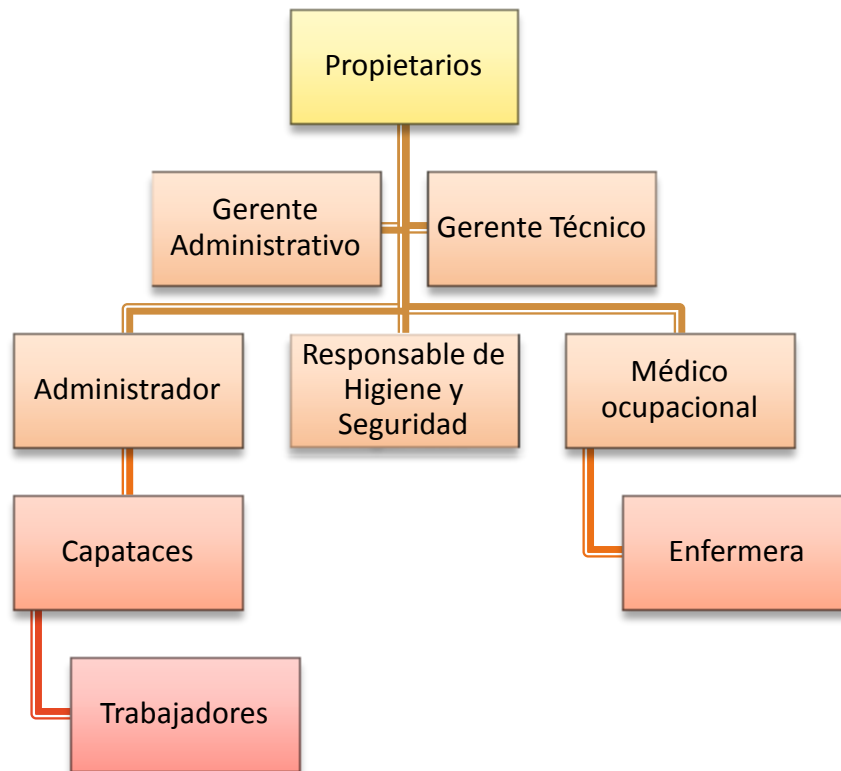 Propietarios
Gerente
Administrativo
Gerente Técnico
Administrador
Responsable de
Higiene y
Seguridad
Médico
ocupacional
Capataces
Enfermera
Trabajadores